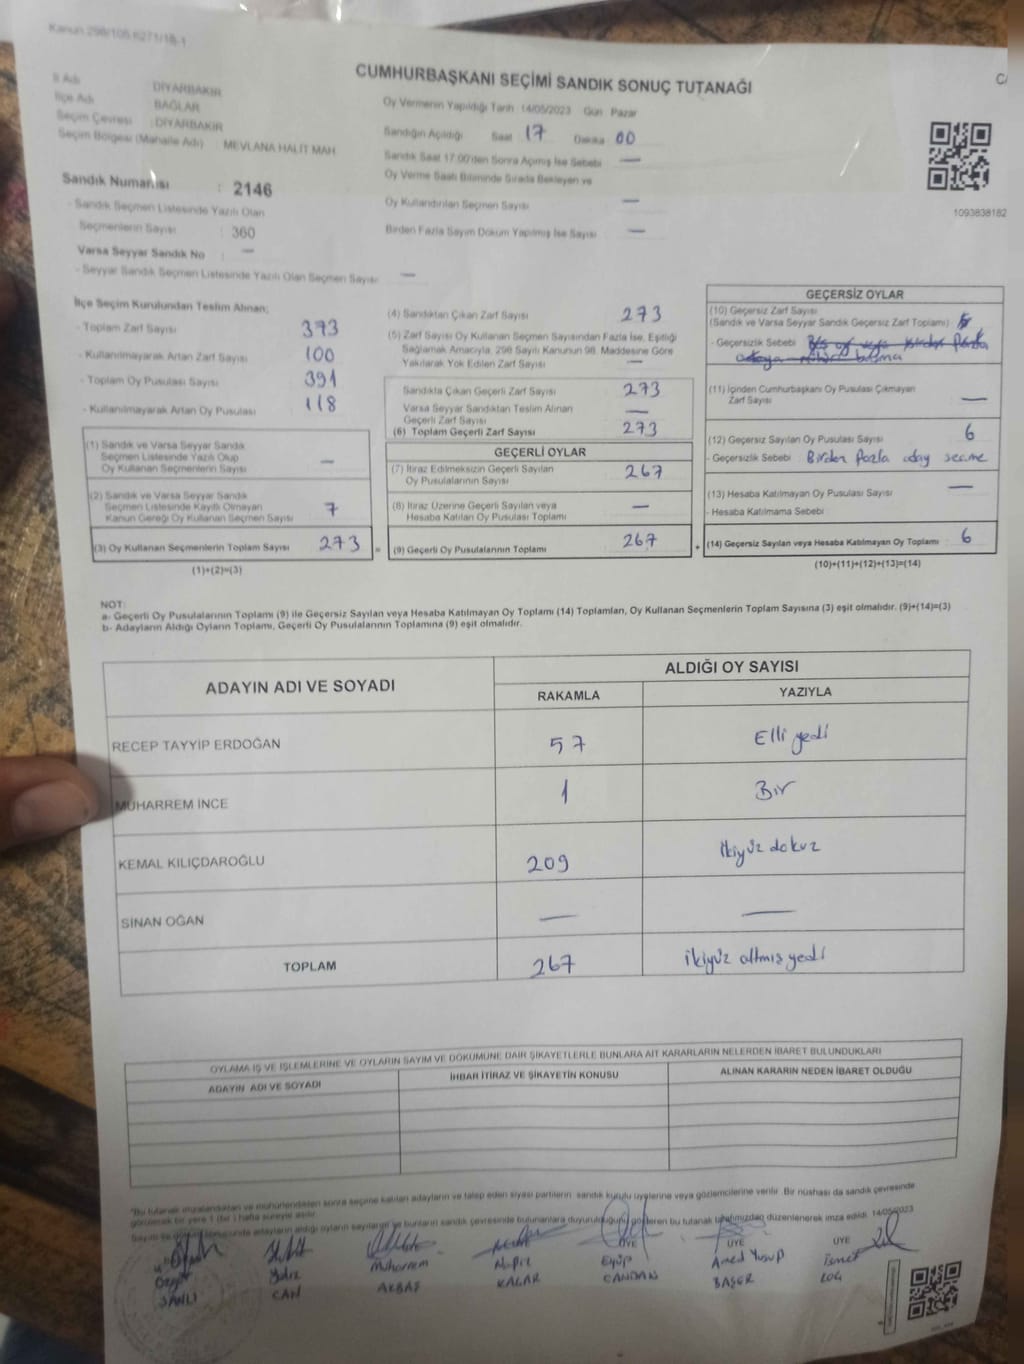 Kanun 298/105 6271/18-1
CUMHURBAŞKANI SEÇİMİ SANDIK SONUÇ TUTANAĞI
İl Adı DİYARBAKIR
İlçe Adı BAĞLAR
Seçim Çevresi : DİYARBAKIR
Seçim Bölgesi (Mahalle Adı) MEVLANA HALİT MAH.
Sandık Numarası : 2146
- Sandık Seçmen Listesinde Yazılı Olan
Seçmenlerin Sayısı : 360
Varsa Seyyar Sandık No : —
- Seyyar Sandık Seçmen Listesinde Yazılı Olan Seçmen Sayısı : —
Oy Vermenin Yapıldığı Tarih : 14/05/2023 Gün Pazar
Sandığın Açıldığı Saat 17 Dakika 00
Sandık Saat 17:00'den Sonra Açılmış İse Sebebi : —
Oy Verme Saati Bitiminde Sırada Bekleyen ve
Oy Kullandırılan Seçmen Sayısı —
Birden Fazla Sayım Döküm Yapılmış İse Sayısı : —
1093838182
İlçe Seçim Kurulundan Teslim Alınan;
- Toplam Zarf Sayısı 373
- Kullanılmayarak Artan Zarf Sayısı 100
- Toplam Oy Pusulası Sayısı 391
- Kullanılmayarak Artan Oy Pusulası 118
(1) Sandık ve Varsa Seyyar Sandık
Seçmen Listesinde Yazılı Olup
Oy Kullanan Seçmenlerin Sayısı —
(2) Sandık ve Varsa Seyyar Sandık
Seçmen Listesinde Kayıtlı Olmayan
Kanun Gereği Oy Kullanan Seçmen Sayısı 7
(3) Oy Kullanan Seçmenlerin Toplam Sayısı 273 =
(1)+(2)=(3)
(4) Sandıktan Çıkan Zarf Sayısı 273
(5) Zarf Sayısı Oy Kullanan Seçmen Sayısından Fazla İse, Eşitliği
Sağlamak Amacıyla, 298 Sayılı Kanunun 98. Maddesine Göre
Yakılarak Yok Edilen Zarf Sayısı —
Sandıkta Çıkan Geçerli Zarf Sayısı 273
Varsa Seyyar Sandıktan Teslim Alınan
Geçerli Zarf Sayısı —
(6) Toplam Geçerli Zarf Sayısı 273
GEÇERLİ OYLAR
(7) İtiraz Edilmeksizin Geçerli Sayılan
Oy Pusulalarının Sayısı 267
(8) İtiraz Üzerine Geçerli Sayılan veya
Hesaba Katılan Oy Pusulası Toplamı —
(9) Geçerli Oy Pusulalarının Toplamı 267 +
GEÇERSİZ OYLAR
(10) Geçersiz Zarf Sayısı
(Sandık ve Varsa Seyyar Sandık Geçersiz Zarf Toplamı)
- Geçersizlik Sebebi
(11) İçinden Cumhurbaşkanı Oy Pusulası Çıkmayan
Zarf Sayısı —
(12) Geçersiz Sayılan Oy Pusulası Sayısı 6
- Geçersizlik Sebebi Birden fazla aday seçme
(13) Hesaba Katılmayan Oy Pusulası Sayısı —
- Hesaba Katılmama Sebebi
(14) Geçersiz Sayılan veya Hesaba Katılmayan Oy Toplamı 6
(10)+(11)+(12)+(13)=(14)
NOT:
a- Geçerli Oy Pusulalarının Toplamı (9) ile Geçersiz Sayılan veya Hesaba Katılmayan Oy Toplamı (14) Toplamları, Oy Kullanan Seçmenlerin Toplam Sayısına (3) eşit olmalıdır. (9)+(14)=(3)
b- Adayların Aldığı Oyların Toplamı, Geçerli Oy Pusulalarının Toplamına (9) eşit olmalıdır.
ADAYIN ADI VE SOYADI
ALDIĞI OY SAYISI
RAKAMLA YAZIYLA
RECEP TAYYİP ERDOĞAN 57 Elli yedi
MUHARREM İNCE 1 Bir
KEMAL KILIÇDAROĞLU 209 İkiyüz dokuz
SİNAN OĞAN — —
TOPLAM 267 ikiyüz altmış yedi
OYLAMA İŞ VE İŞLEMLERİNE VE OYLARIN SAYIM VE DÖKÜMÜNE DAİR ŞİKAYETLERLE BUNLARA AİT KARARLARIN NELERDEN İBARET BULUNDUKLARI
ADAYIN ADI VE SOYADI İHBAR İTİRAZ VE ŞİKAYETİN KONUSU ALINAN KARARIN NEDEN İBARET OLDUĞU
"Bu tutanak imzalandıktan ve mühürlendikten sonra seçime katılan adayların ve talep eden siyasi partilerin sandık kurulu üyelerine veya gözlemcilerine verilir. Bir nüshası da sandık çevresinde
görülmek bir yere 1 (bir) hafta süreyle asılır.
gösteren bu tutanak tarafımızdan düzenlenerek imza edildi. 14/05/2023
ÜYE ÜYE ÜYE
Özgür Yıldız Muharrem Eyüp Amed Yusup İsmet
ŞANLI CAN AKBAŞ CANDAN BAŞER